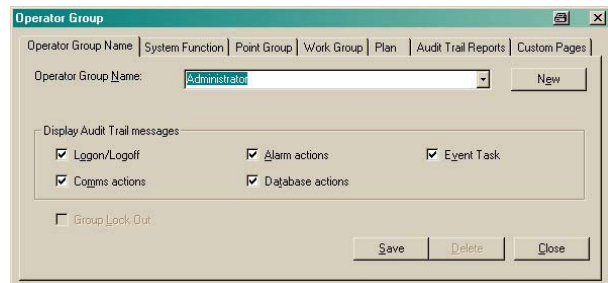 Operator Group
Operator Group Name System Function Point Group Work Group Plan Audit Trail Reports Custom Pages
Operator Group Name: Administrator New
Display Audit Trail messages
Logon/Logoff Alarm actions Event Task
Comms actions Database actions
Group Lock Out
Save Delete Close